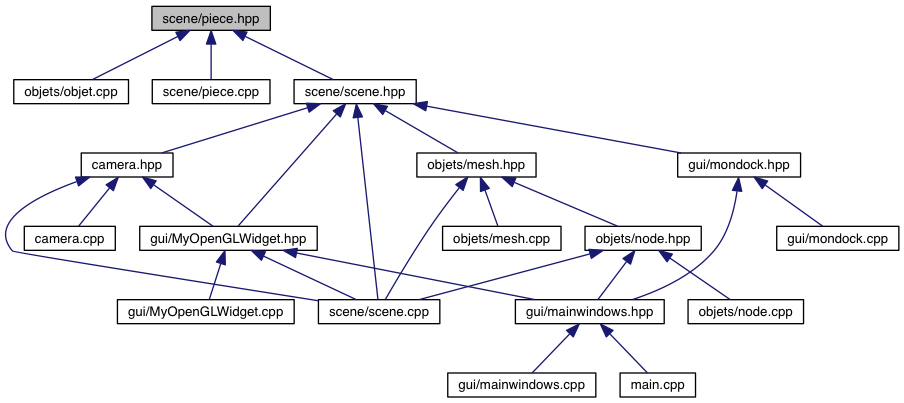 scene/piece.hpp
objets/objet.cpp
scene/piece.cpp
scene/scene.hpp
camera.hpp
objets/mesh.hpp
gui/mondock.hpp
camera.cpp
gui/MyOpenGLWidget.hpp
objets/mesh.cpp
objets/node.hpp
gui/mondock.cpp
gui/MyOpenGLWidget.cpp
scene/scene.cpp
gui/mainwindows.hpp
objets/node.cpp
gui/mainwindows.cpp
main.cpp